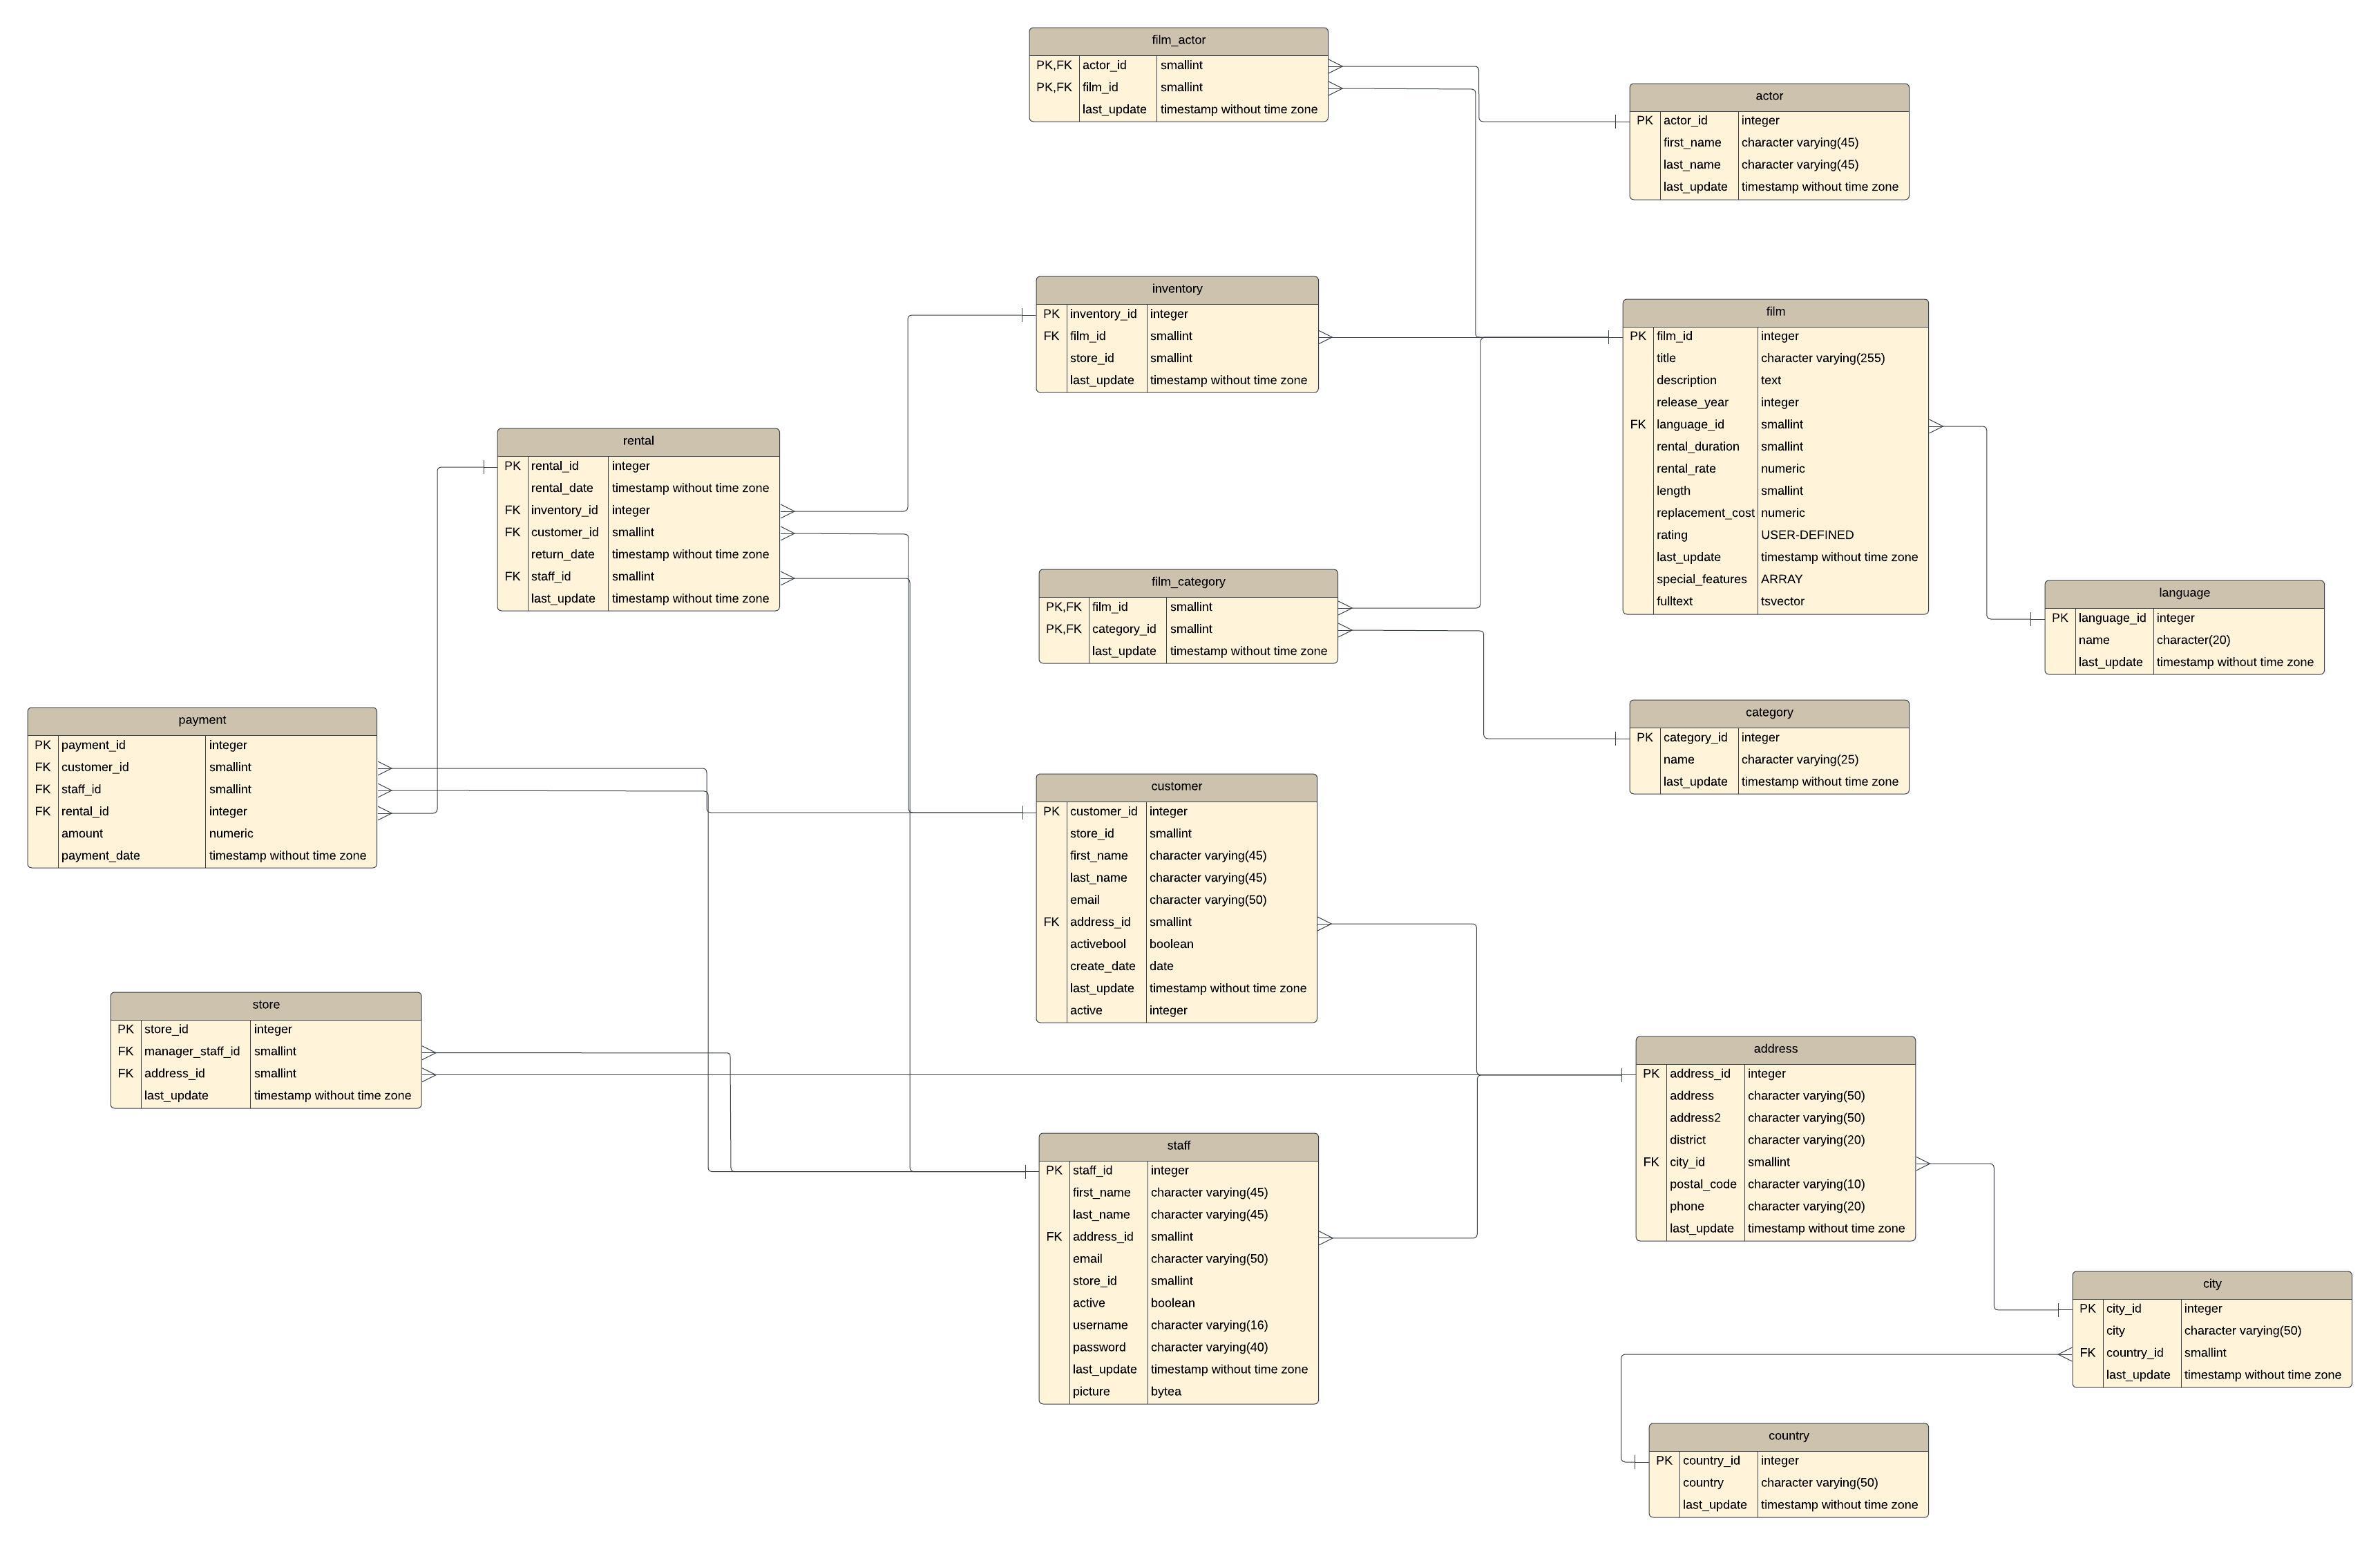 film_actor
PK,FK actor_id smallint
PK,FK film_id smallint
last_update timestamp without time zone
actor
PK actor_id integer
first_name character varying(45)
last_name character varying(45)
last_update timestamp without time zone
inventory
PK inventory_id integer
FK film_id smallint
store_id smallint
last_update timestamp without time zone
film
PK film_id integer
title character varying(255)
description text
release_year integer
FK language_id smallint
rental_duration smallint
rental_rate numeric
length smallint
replacement_cost numeric
rating USER-DEFINED
last_update timestamp without time zone
special_features ARRAY
fulltext tsvector
rental
PK rental_id integer
rental_date timestamp without time zone
FK inventory_id integer
FK customer_id smallint
return_date timestamp without time zone
FK staff_id smallint
last_update timestamp without time zone
film_category
PK,FK film_id smallint
PK,FK category_id smallint
last_update timestamp without time zone
language
PK language_id integer
name character(20)
last_update timestamp without time zone
category
PK category_id integer
name character varying(25)
last_update timestamp without time zone
payment
PK payment_id integer
FK customer_id smallint
FK staff_id smallint
FK rental_id integer
amount numeric
payment_date timestamp without time zone
customer
PK customer_id integer
store_id smallint
first_name character varying(45)
last_name character varying(45)
email character varying(50)
FK address_id smallint
activebool boolean
create_date date
last_update timestamp without time zone
active integer
store
PK store_id integer
FK manager_staff_id smallint
FK address_id smallint
last_update timestamp without time zone
address
PK address_id integer
address character varying(50)
address2 character varying(50)
district character varying(20)
FK city_id smallint
postal_code character varying(10)
phone character varying(20)
last_update timestamp without time zone
staff
PK staff_id integer
first_name character varying(45)
last_name character varying(45)
FK address_id smallint
email character varying(50)
store_id smallint
active boolean
username character varying(16)
password character varying(40)
last_update timestamp without time zone
picture bytea
city
PK city_id integer
city character varying(50)
FK country_id smallint
last_update timestamp without time zone
country
PK country_id integer
country character varying(50)
last_update timestamp without time zone